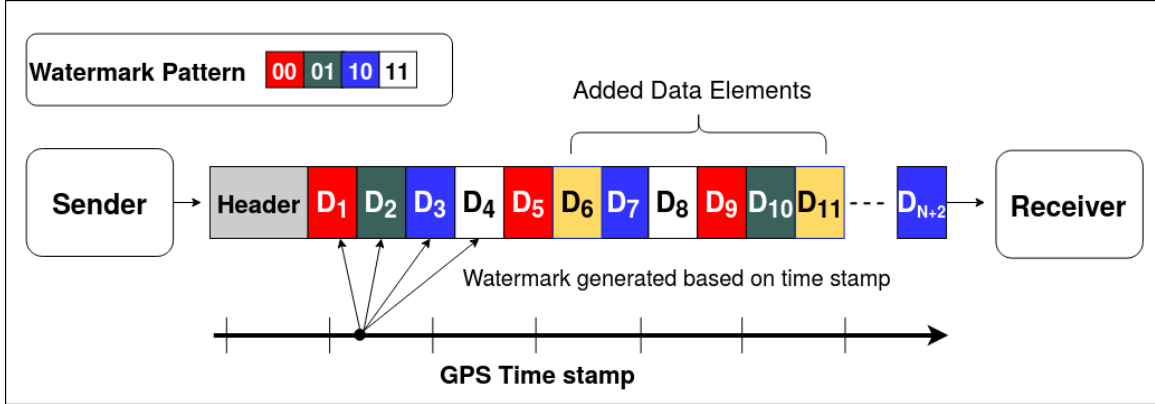 Watermark Pattern 00 01 10 11
Added Data Elements
Sender Header D1 D2 D3 D4 D5 D6 D7 D8 D9 D10 D11 --- DN+2 Receiver
Watermark generated based on time stamp
GPS Time stamp